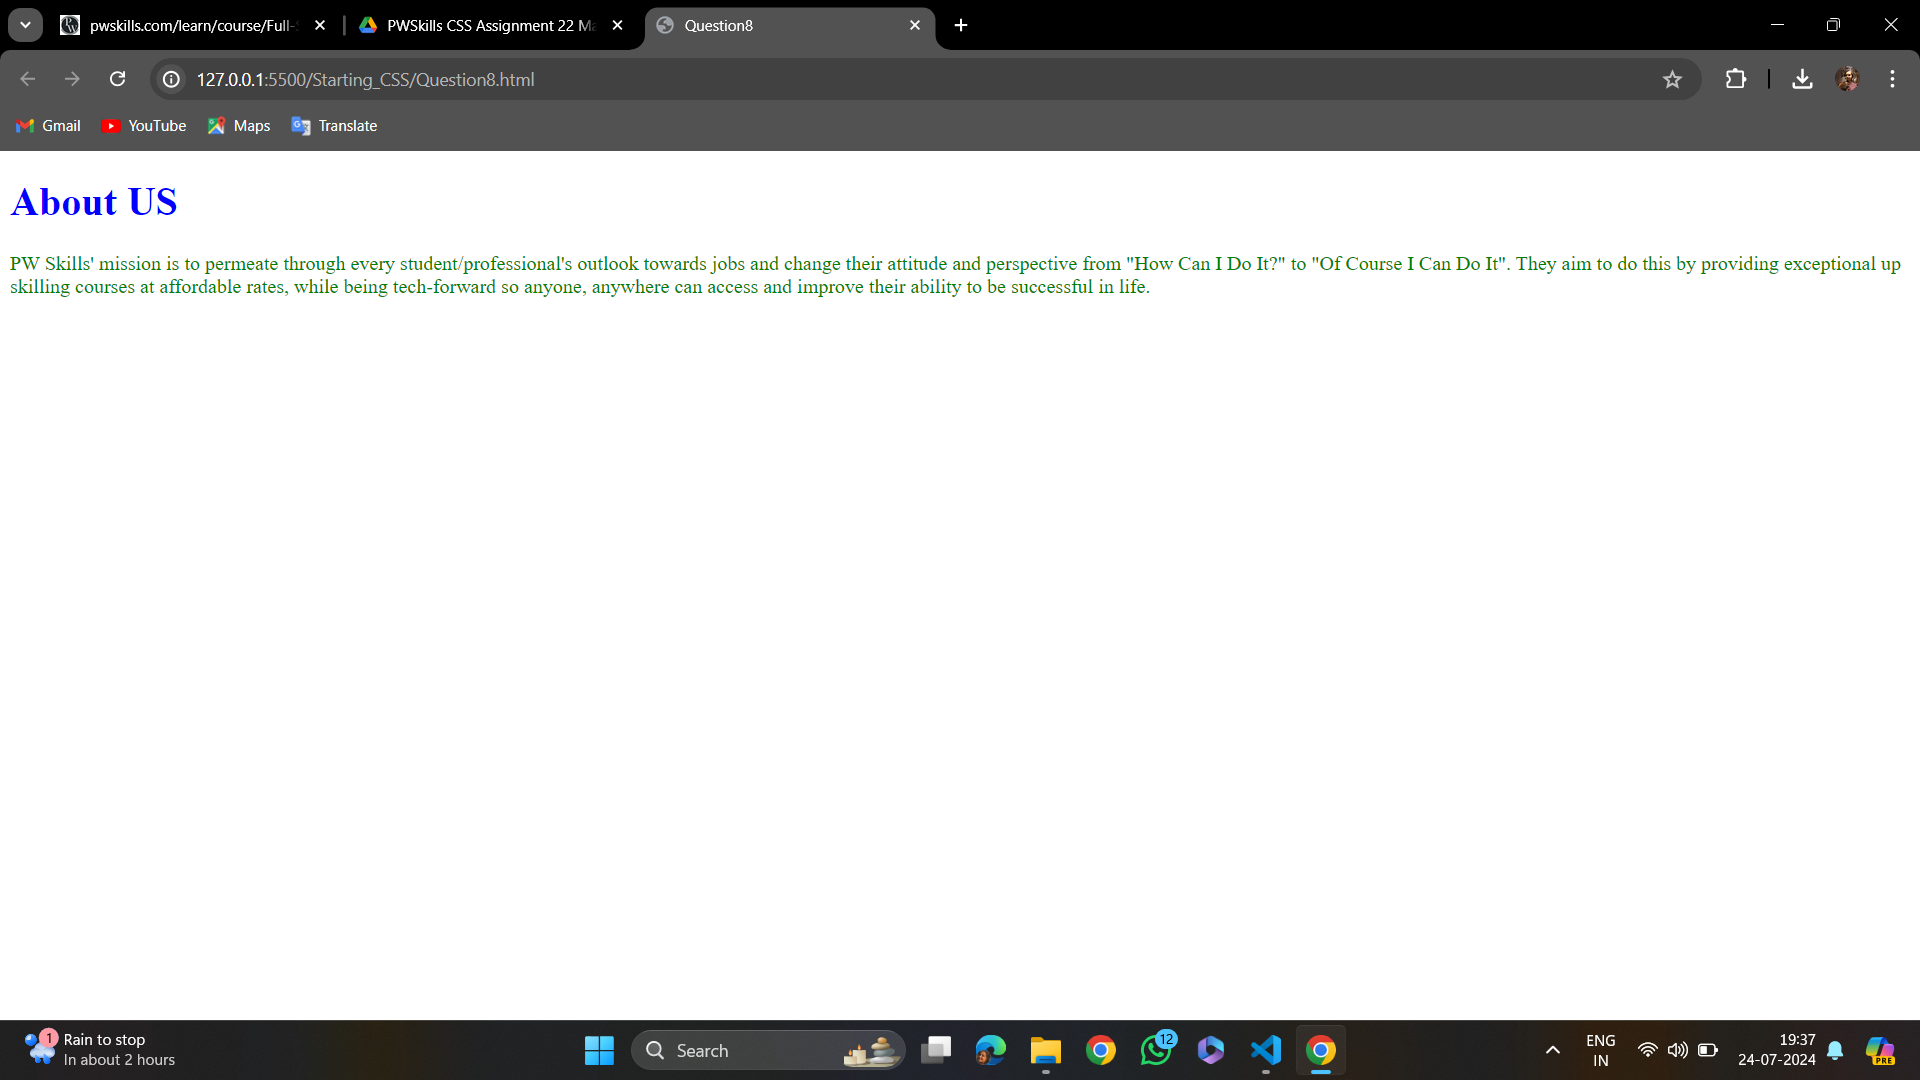 pwskills.com/learn/course/Full-
PWSkills CSS Assignment 22 Ma
Question8
127.0.0.1:5500/Starting_CSS/Question8.html
Gmail
YouTube
Maps
Translate
About US
PW Skills' mission is to permeate through every student/professional's outlook towards jobs and change their attitude and perspective from "How Can I Do It?" to "Of Course I Can Do It". They aim to do this by providing exceptional up
skilling courses at affordable rates, while being tech-forward so anyone, anywhere can access and improve their ability to be successful in life.
1
Rain to stop
In about 2 hours
Search
12
ENG
IN
19:37
24-07-2024
PRE